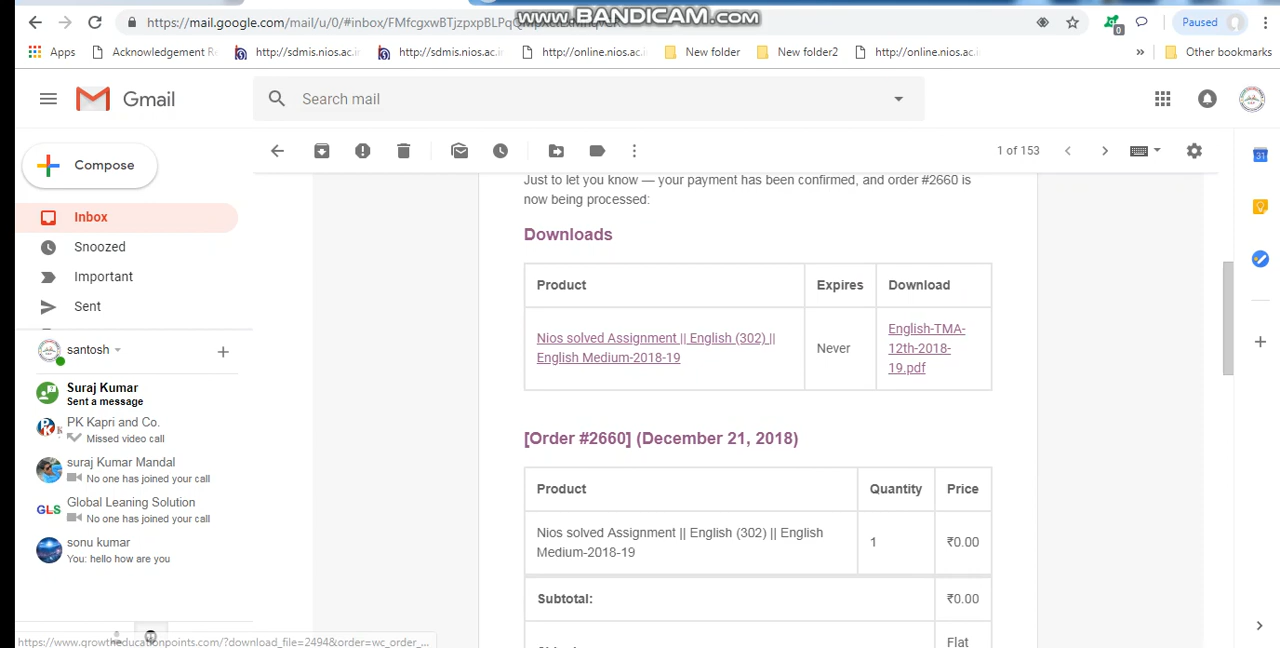 https://mail.google.com/mail/u/0/#inbox/FMfcgxwBTjzpxpBLPq
www.BANDICAM.com
0
Paused
Apps
Acknowledgement R
http://sdmis.nios.ac.i
http://sdmis.nios.ac.i
http://online.nios.ac.i
New folder
New folder2
http://online.nios.ac.i
»
Other bookmarks
Gmail
Search mail
Compose
1 of 153
31
Inbox
Snoozed
Important
Sent
santosh
Suraj Kumar
Sent a message
PK Kapri and Co.
Missed video call
suraj Kumar Mandal
No one has joined your call
GLS
Global Leaning Solution
No one has joined your call
sonu kumar
You: hello how are you
https://www.growtheducationpoints.com/?download_file=2494&order=wc_order_...
Just to let you know — your payment has been confirmed, and order #2660 is
now being processed:
Downloads
Product Expires Download
Nios solved Assignment || English (302) ||
English Medium-2018-19
Never
English-TMA-
12th-2018-
19.pdf
[Order #2660] (December 21, 2018)
Product Quantity Price
Nios solved Assignment || English (302) || English
Medium-2018-19
1
₹0.00
Subtotal: ₹0.00
Flat